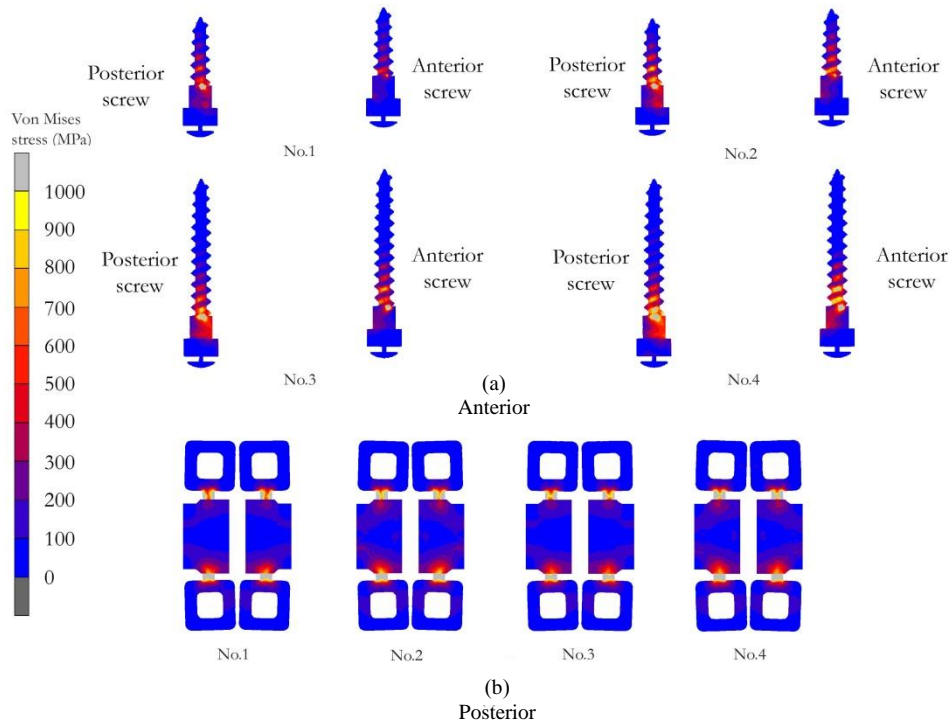 Posterior
screw
Anterior
screw
Posterior
screw
Anterior
screw
Von Mises
stress (MPa)
No.1
No.2
1000
900
800
700
600
500
400
300
200
100
0
Posterior
screw
Anterior
screw
Posterior
screw
Anterior
screw
No.3
No.4
(a)
Anterior
No.1
No.2
No.3
No.4
(b)
Posterior